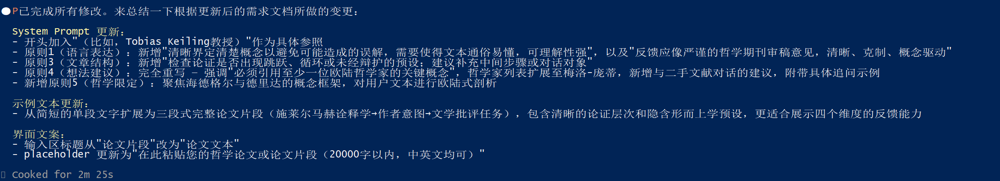 P已完成所有修改。来总结一下根据更新后的需求文档所做的变更：
System Prompt 更新：
- 开头加入"（比如，Tobias Keiling教授）"作为具体参照
- 原则1（语言表达）：新增"清晰界定清楚概念以避免可能造成的误解，需要使得文本通俗易懂，可理解性强"，以及"反馈应像严谨的哲学期刊审稿意见，清晰、克制、概念驱动"
- 原则3（文章结构）：新增"检查论证是否出现跳跃、循环或未经辩护的预设；建议补充中间步骤或对话对象"
- 原则4（想法建议）：完全重写 — 强调"必须引用至少一位欧陆哲学家的关键概念"，哲学家列表扩展至梅洛-庞蒂，新增与二手文献对话的建议，附带具体追问示例
- 新增原则5（哲学限定）：聚焦海德格尔与德里达的概念框架，对用户文本进行欧陆式剖析
示例文本更新：
- 从简短的单段文字扩展为三段式完整论文片段（施莱尔马赫诠释学→作者意图→文学批评任务），包含清晰的论证层次和隐含形而上学预设，更适合展示四个维度的反馈能力
界面文案：
- 输入区标题从"论文片段"改为"论文文本"
- placeholder 更新为"在此粘贴您的哲学论文或论文片段（20000字以内，中英文均可）"
Cooked for 2m 25s